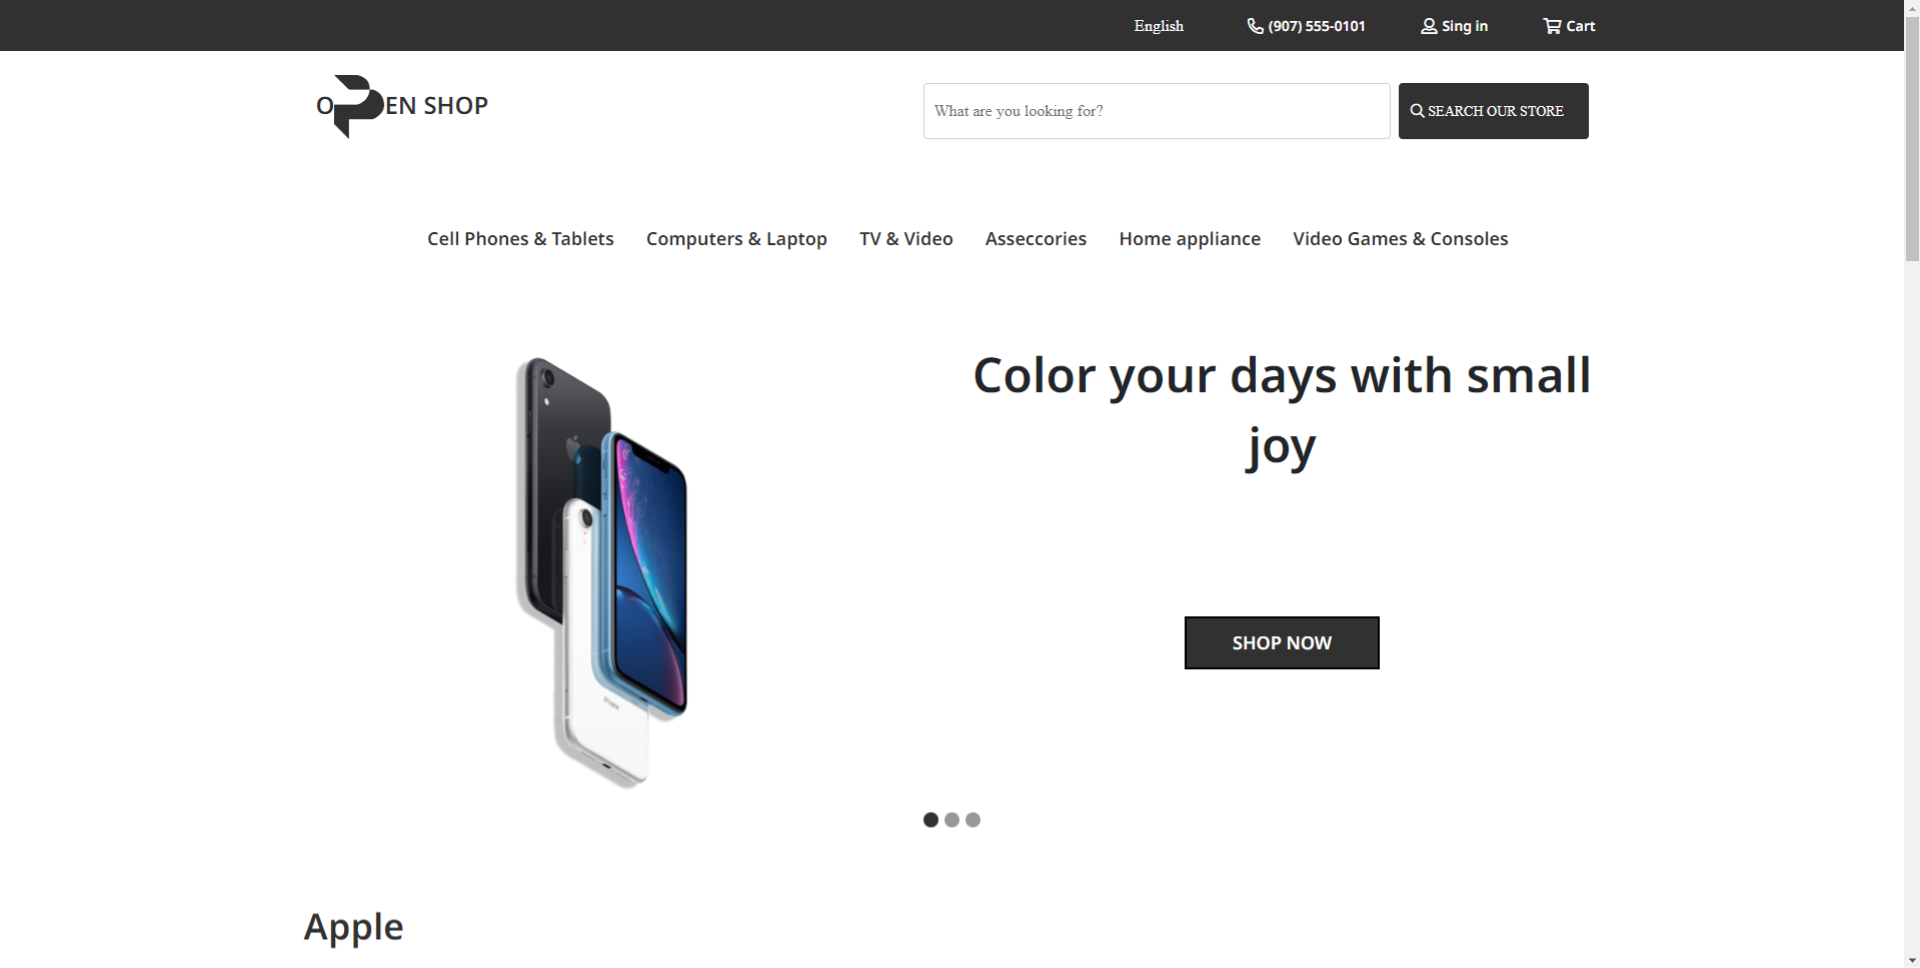 English
(907) 555-0101
Sing in
Cart
OPEN SHOP
What are you looking for?
SEARCH OUR STORE
Cell Phones & Tablets
Computers & Laptop
TV & Video
Asseccories
Home appliance
Video Games & Consoles
Color your days with small
joy
iPhone
SHOP NOW
Apple